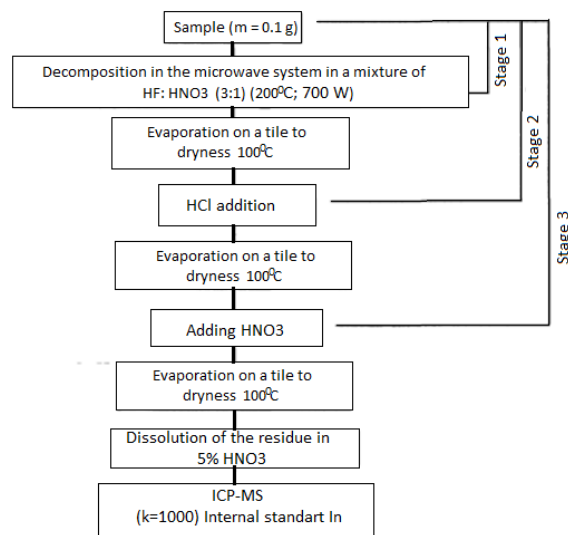 Sample (m = 0.1 g)
Decomposition in the microwave system in a mixture of
HF: HNO3 (3:1) (200⁰C; 700 W)
Evaporation on a tile to
dryness 100⁰C
HCl addition
Evaporation on a tile to
dryness 100⁰C
Adding HNO3
Evaporation on a tile to
dryness 100⁰C
Dissolution of the residue in
5% HNO3
ICP-MS
(k=1000) Internal standart In
Stage 1
Stage 2
Stage 3